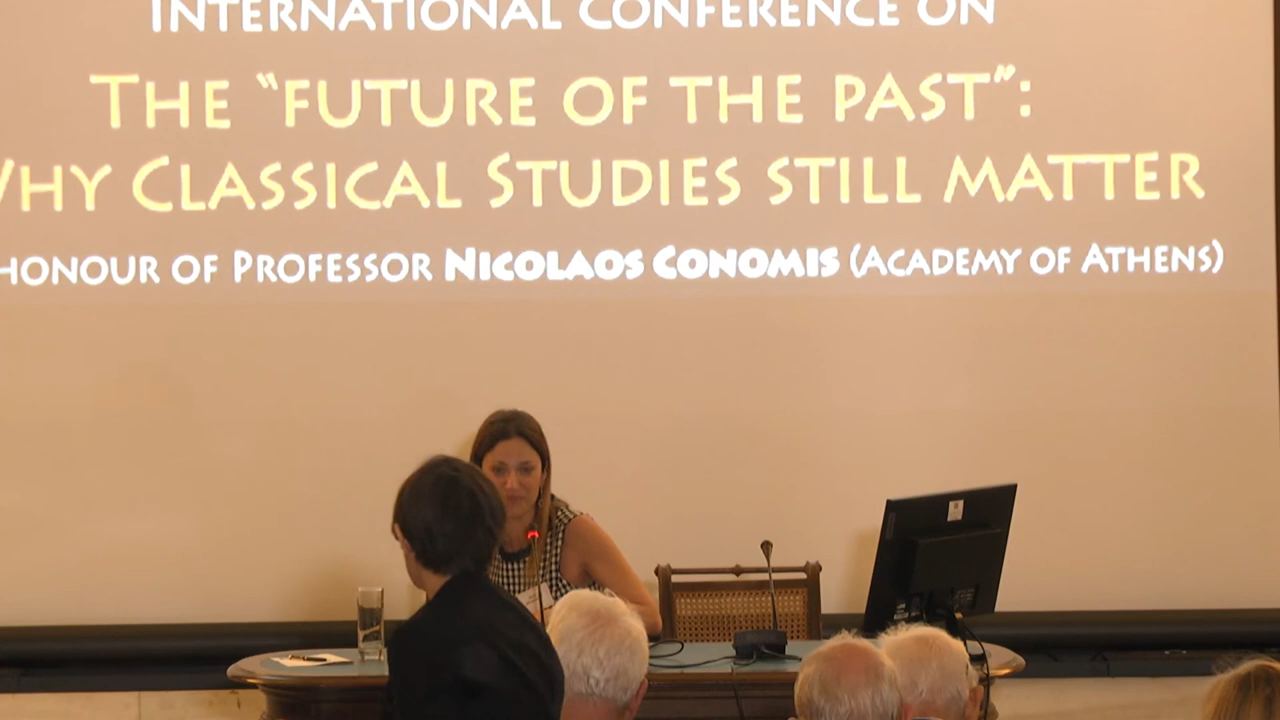 INTERNATIONAL CONFERENCE ON
THE "FUTURE OF THE PAST":
WHY CLASSICAL STUDIES STILL MATTER
HONOUR OF PROFESSOR NICOLAOS CONOMIS (ACADEMY OF ATHENS)